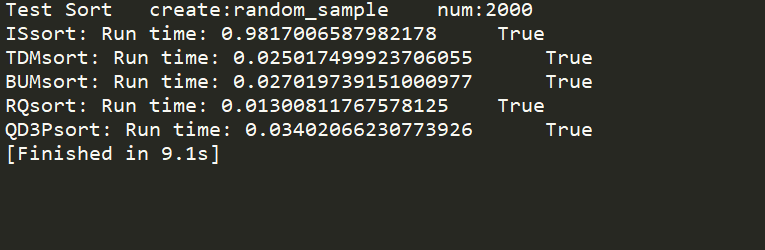 Test Sort   create:random_sample    num:2000
ISsort: Run time: 0.9817006587982178     True
TDMsort: Run time: 0.025017499923706055      True
BUMsort: Run time: 0.027019739151000977      True
RQsort: Run time: 0.01300811767578125    True
QD3Psort: Run time: 0.03402066230773926      True
[Finished in 9.1s]